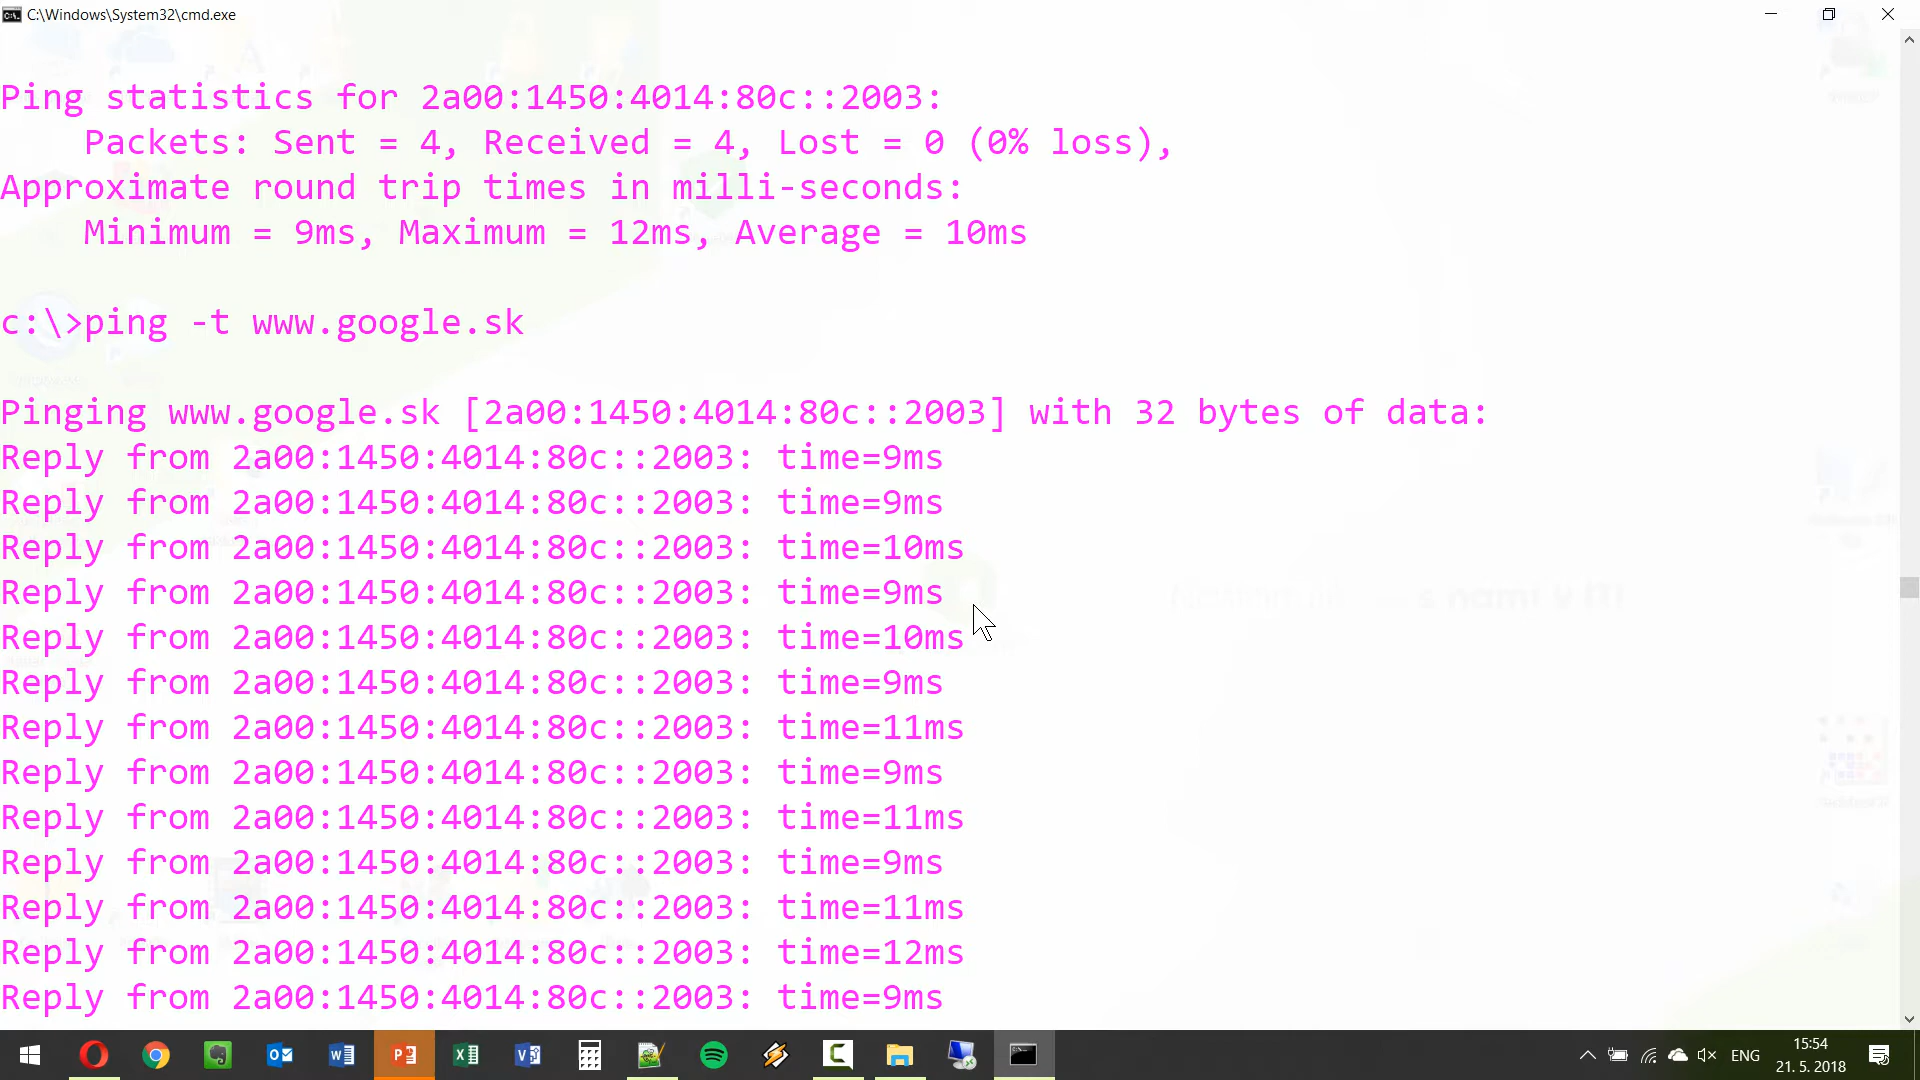 C:\Windows\System32\cmd.exe
Ping statistics for 2a00:1450:4014:80c::2003:
Packets: Sent = 4, Received = 4, Lost = 0 (0% loss),
Approximate round trip times in milli-seconds:
Minimum = 9ms, Maximum = 12ms, Average = 10ms
c:\>ping -t www.google.sk
Pinging www.google.sk [2a00:1450:4014:80c::2003] with 32 bytes of data:
Reply from 2a00:1450:4014:80c::2003: time=9ms
Reply from 2a00:1450:4014:80c::2003: time=9ms
Reply from 2a00:1450:4014:80c::2003: time=10ms
Reply from 2a00:1450:4014:80c::2003: time=9ms
Reply from 2a00:1450:4014:80c::2003: time=10ms
Reply from 2a00:1450:4014:80c::2003: time=9ms
Reply from 2a00:1450:4014:80c::2003: time=11ms
Reply from 2a00:1450:4014:80c::2003: time=9ms
Reply from 2a00:1450:4014:80c::2003: time=11ms
Reply from 2a00:1450:4014:80c::2003: time=9ms
Reply from 2a00:1450:4014:80c::2003: time=11ms
Reply from 2a00:1450:4014:80c::2003: time=12ms
Reply from 2a00:1450:4014:80c::2003: time=9ms
ENG
15:54
21. 5. 2018